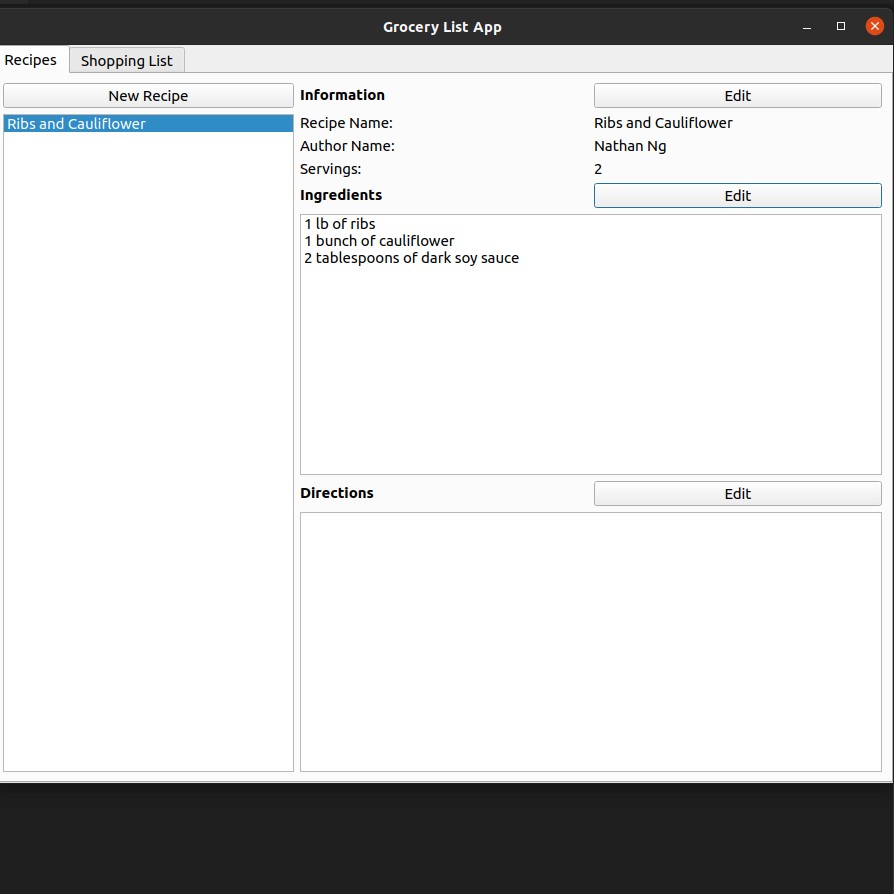 Grocery List App
Recipes Shopping List
New Recipe
Ribs and Cauliflower
Information Edit
Recipe Name: Ribs and Cauliflower
Author Name: Nathan Ng
Servings: 2
Ingredients Edit
1 lb of ribs
1 bunch of cauliflower
2 tablespoons of dark soy sauce
Directions Edit